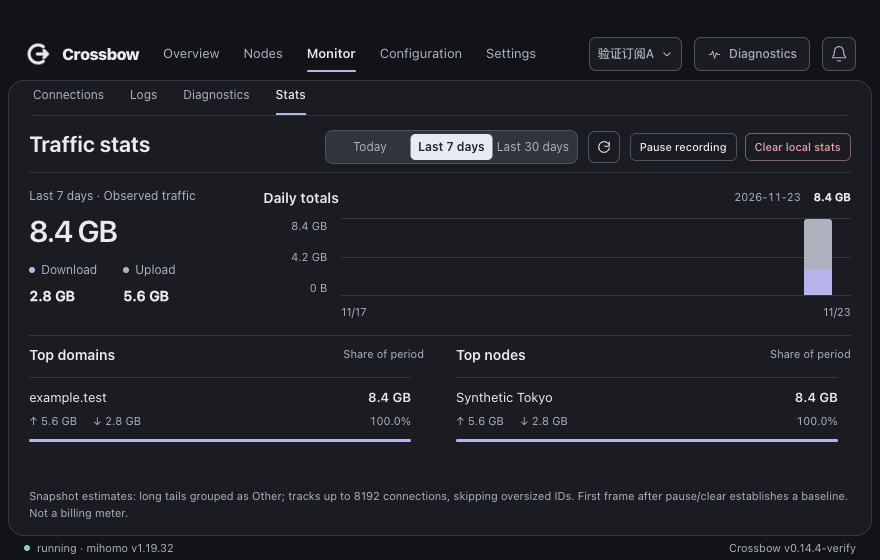 Crossbow Overview Nodes Monitor Configuration Settings 验证订阅A Diagnostics
Connections Logs Diagnostics Stats
Traffic stats Today Last 7 days Last 30 days Pause recording Clear local stats
Last 7 days · Observed traffic
8.4 GB
Download Upload
2.8 GB 5.6 GB
Daily totals 2026-11-23 8.4 GB
8.4 GB
4.2 GB
0 B
11/17 11/23
Top domains Share of period
example.test 8.4 GB
↑ 5.6 GB ↓ 2.8 GB 100.0%
Top nodes Share of period
Synthetic Tokyo 8.4 GB
↑ 5.6 GB ↓ 2.8 GB 100.0%
Snapshot estimates: long tails grouped as Other; tracks up to 8192 connections, skipping oversized IDs. First frame after pause/clear establishes a baseline.
Not a billing meter.
running · mihomo v1.19.32 Crossbow v0.14.4-verify